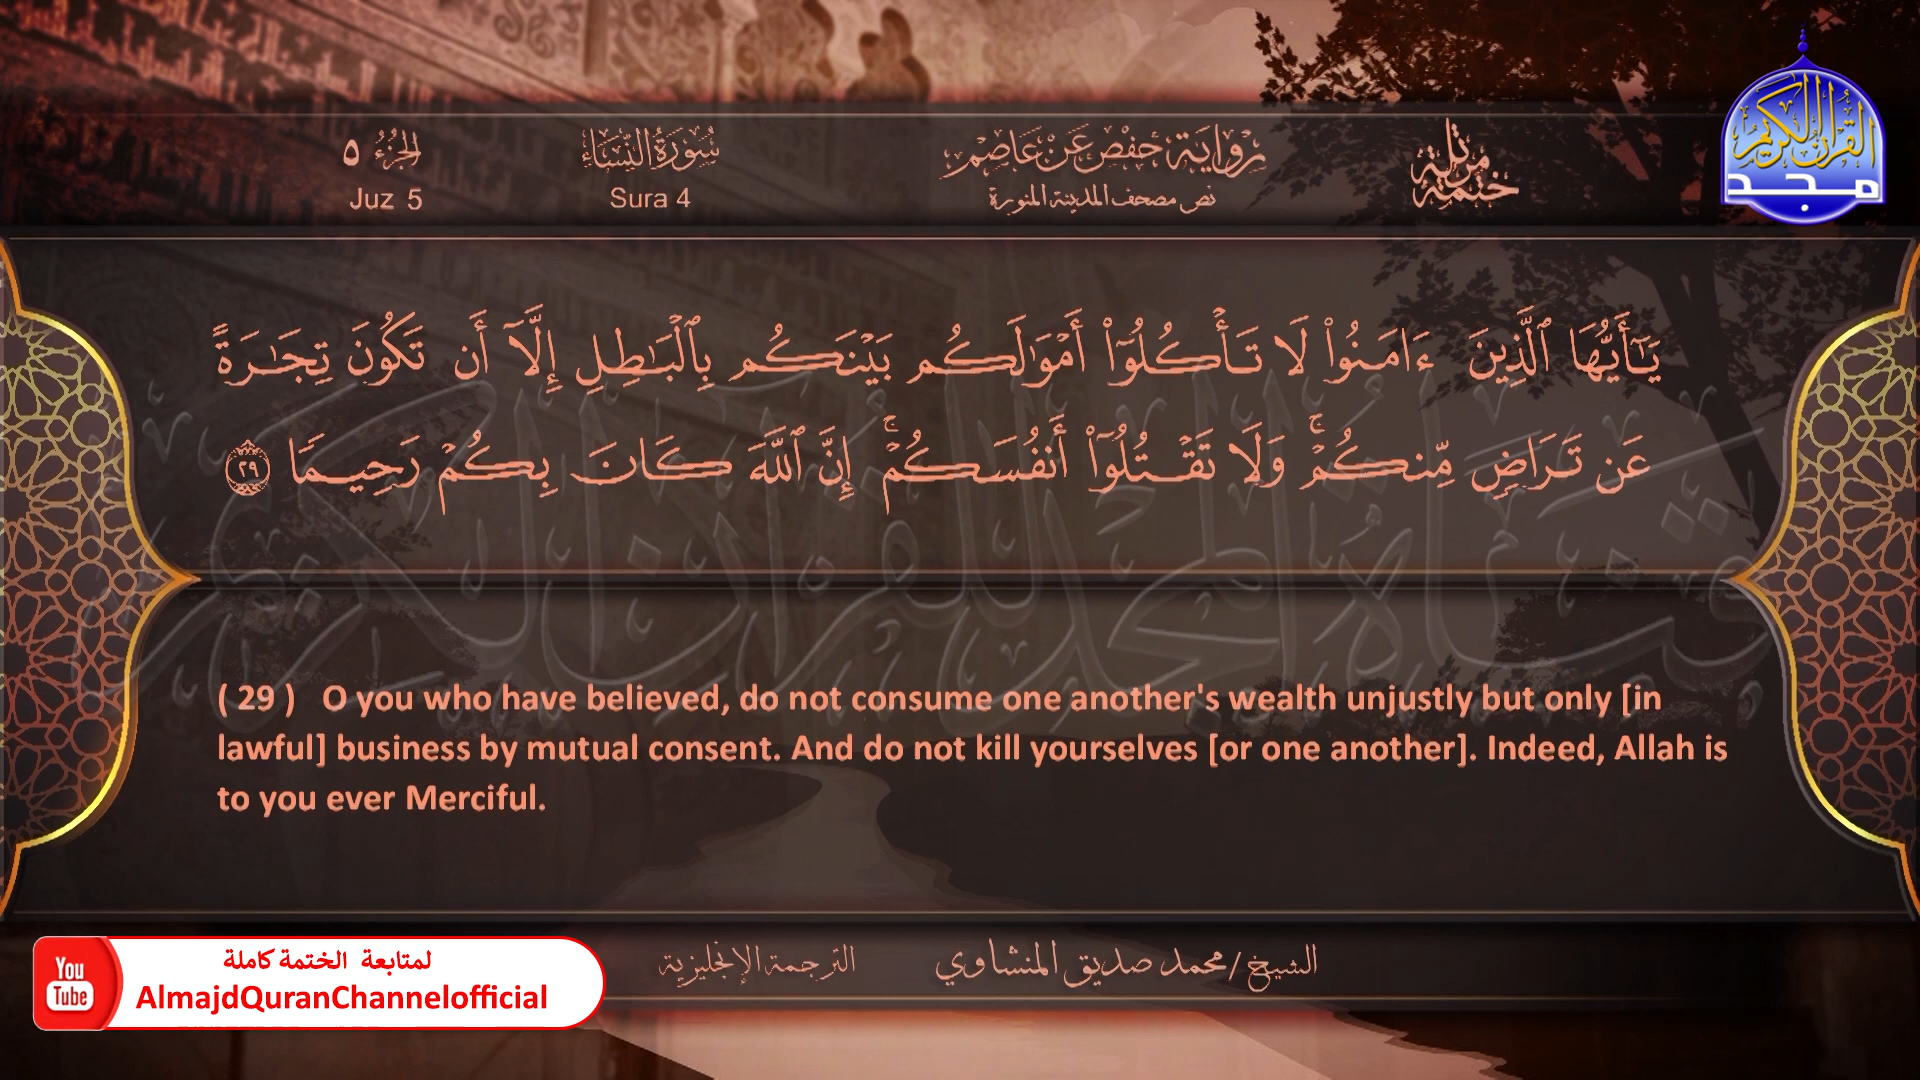 القرآن الكريم
مجد
ختمة مرتلة
رواية حفص عن عاصم
نص مصحف المدينة المنورة
سورة النساء
Sura 4
الجزء ٥
Juz 5
يَـٰٓأَيُّهَا ٱلَّذِينَ ءَامَنُوا۟ لَا تَأْكُلُوٓا۟ أَمْوَٰلَكُم بَيْنَكُم بِٱلْبَـٰطِلِ إِلَّآ أَن تَكُونَ تِجَـٰرَةً
عَن تَرَاضٍ مِّنكُمْ ۚ وَلَا تَقْتُلُوٓا۟ أَنفُسَكُمْ ۚ إِنَّ ٱللَّهَ كَانَ بِكُمْ رَحِيمًا ٢٩
قناة المجد للقرآن الكريم
( 29 ) O you who have believed, do not consume one another's wealth unjustly but only [in
lawful] business by mutual consent. And do not kill yourselves [or one another]. Indeed, Allah is
to you ever Merciful.
الشيخ / محمد صديق المنشاوي
الترجمة الإنجليزية
You
Tube
لمتابعة الختمة كاملة
AlmajdQuranChannelofficial